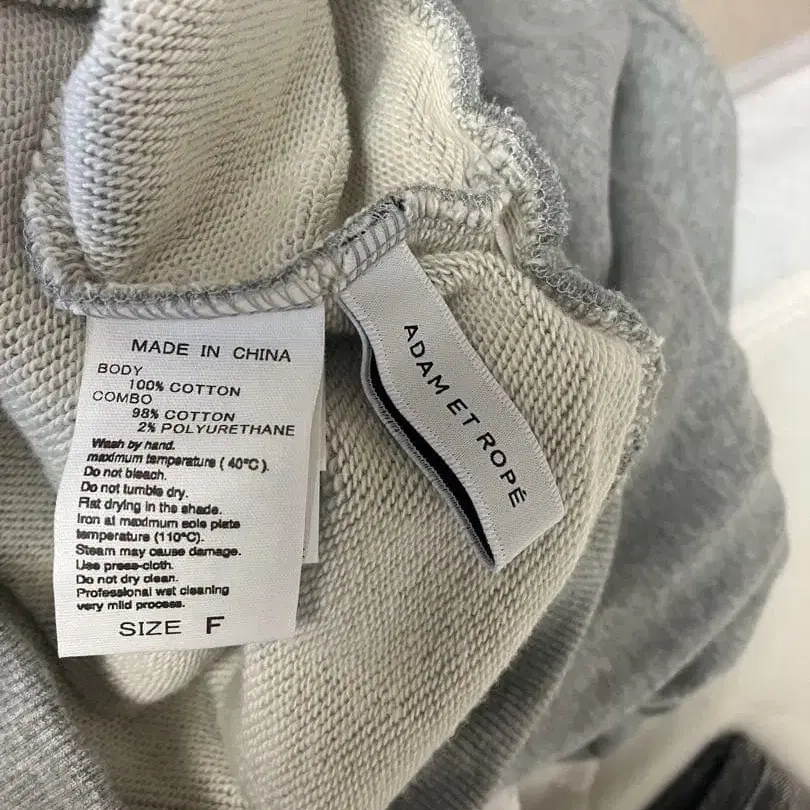 MADE IN CHINA
BODY
100% COTTON
COMBO
98% COTTON
2% POLYURETHANE
Wash by hand.
maximum temperature ( 40°C ).
Do not bleach.
Do not tumble dry.
Flat drying in the shade.
Iron at maximum sole plate
temperature (110°C).
Steam may cause damage.
Use press-cloth.
Do not dry clean.
Professional wet cleaning
very mild process.
SIZE F
ADAM ET ROPÉ